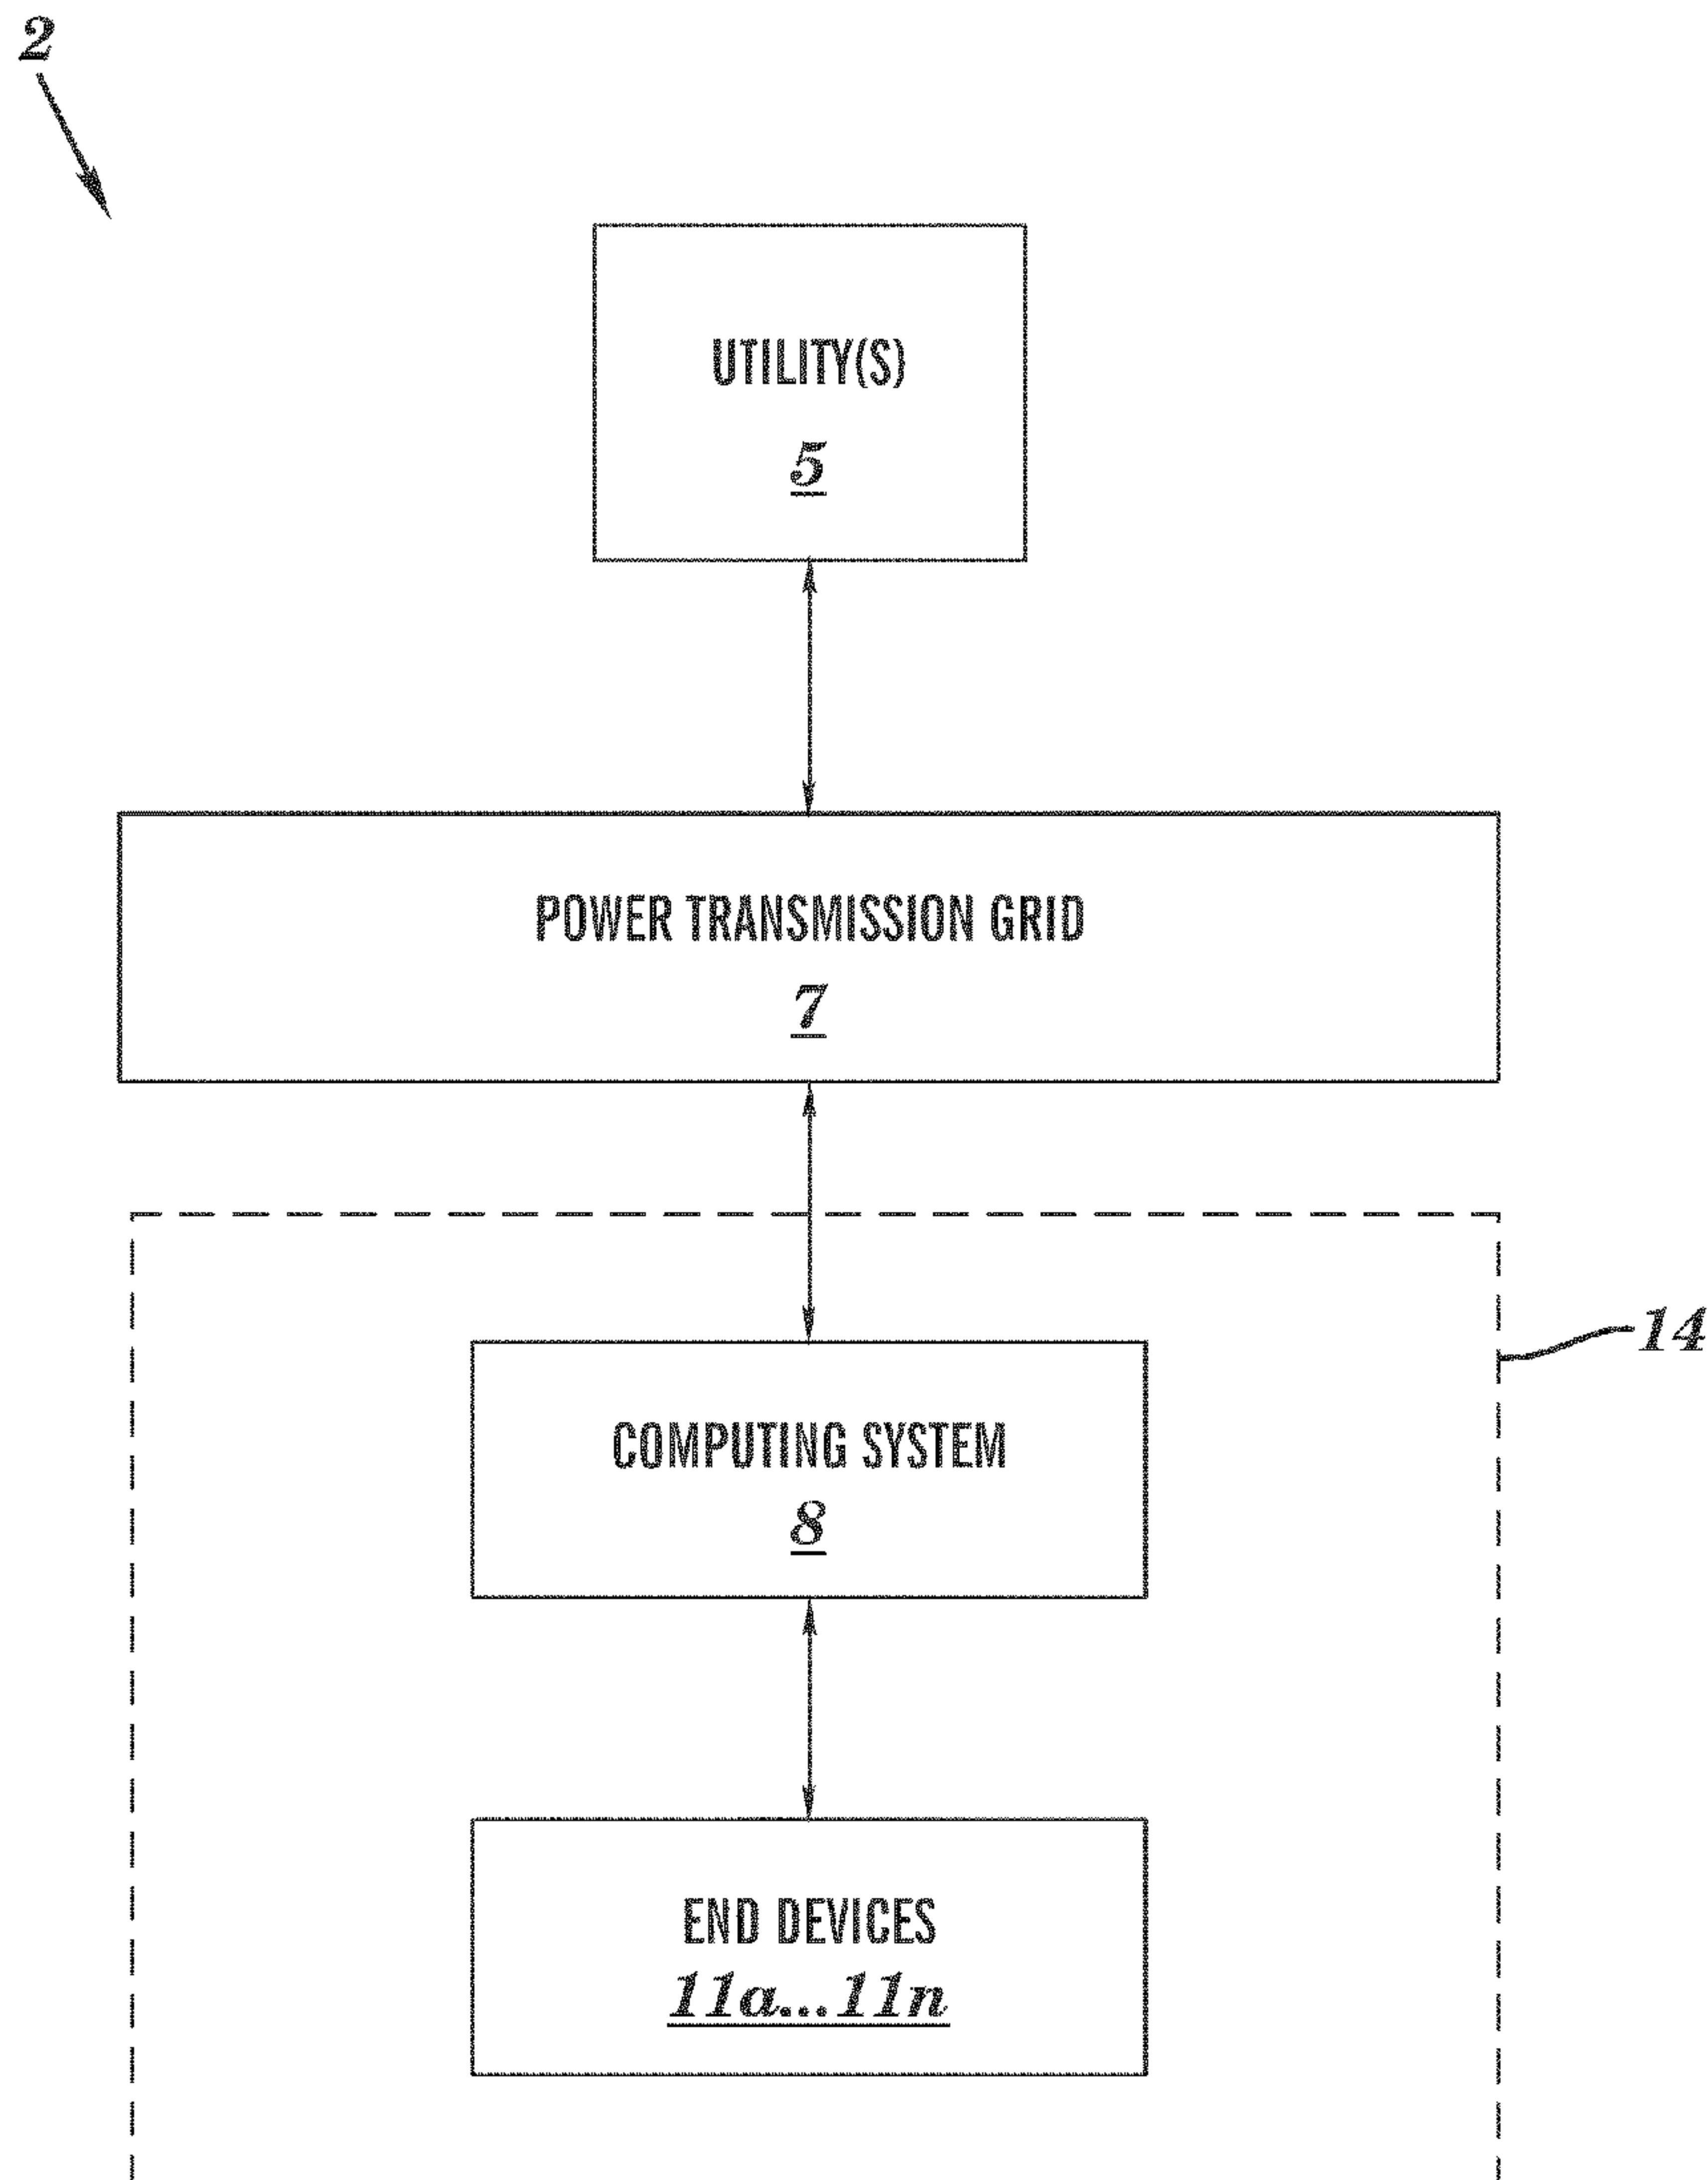 2
UTILITY(S)
5
POWER TRANSMISSION GRID
7
14
COMPUTING SYSTEM
8
END DEVICES
11a...11n